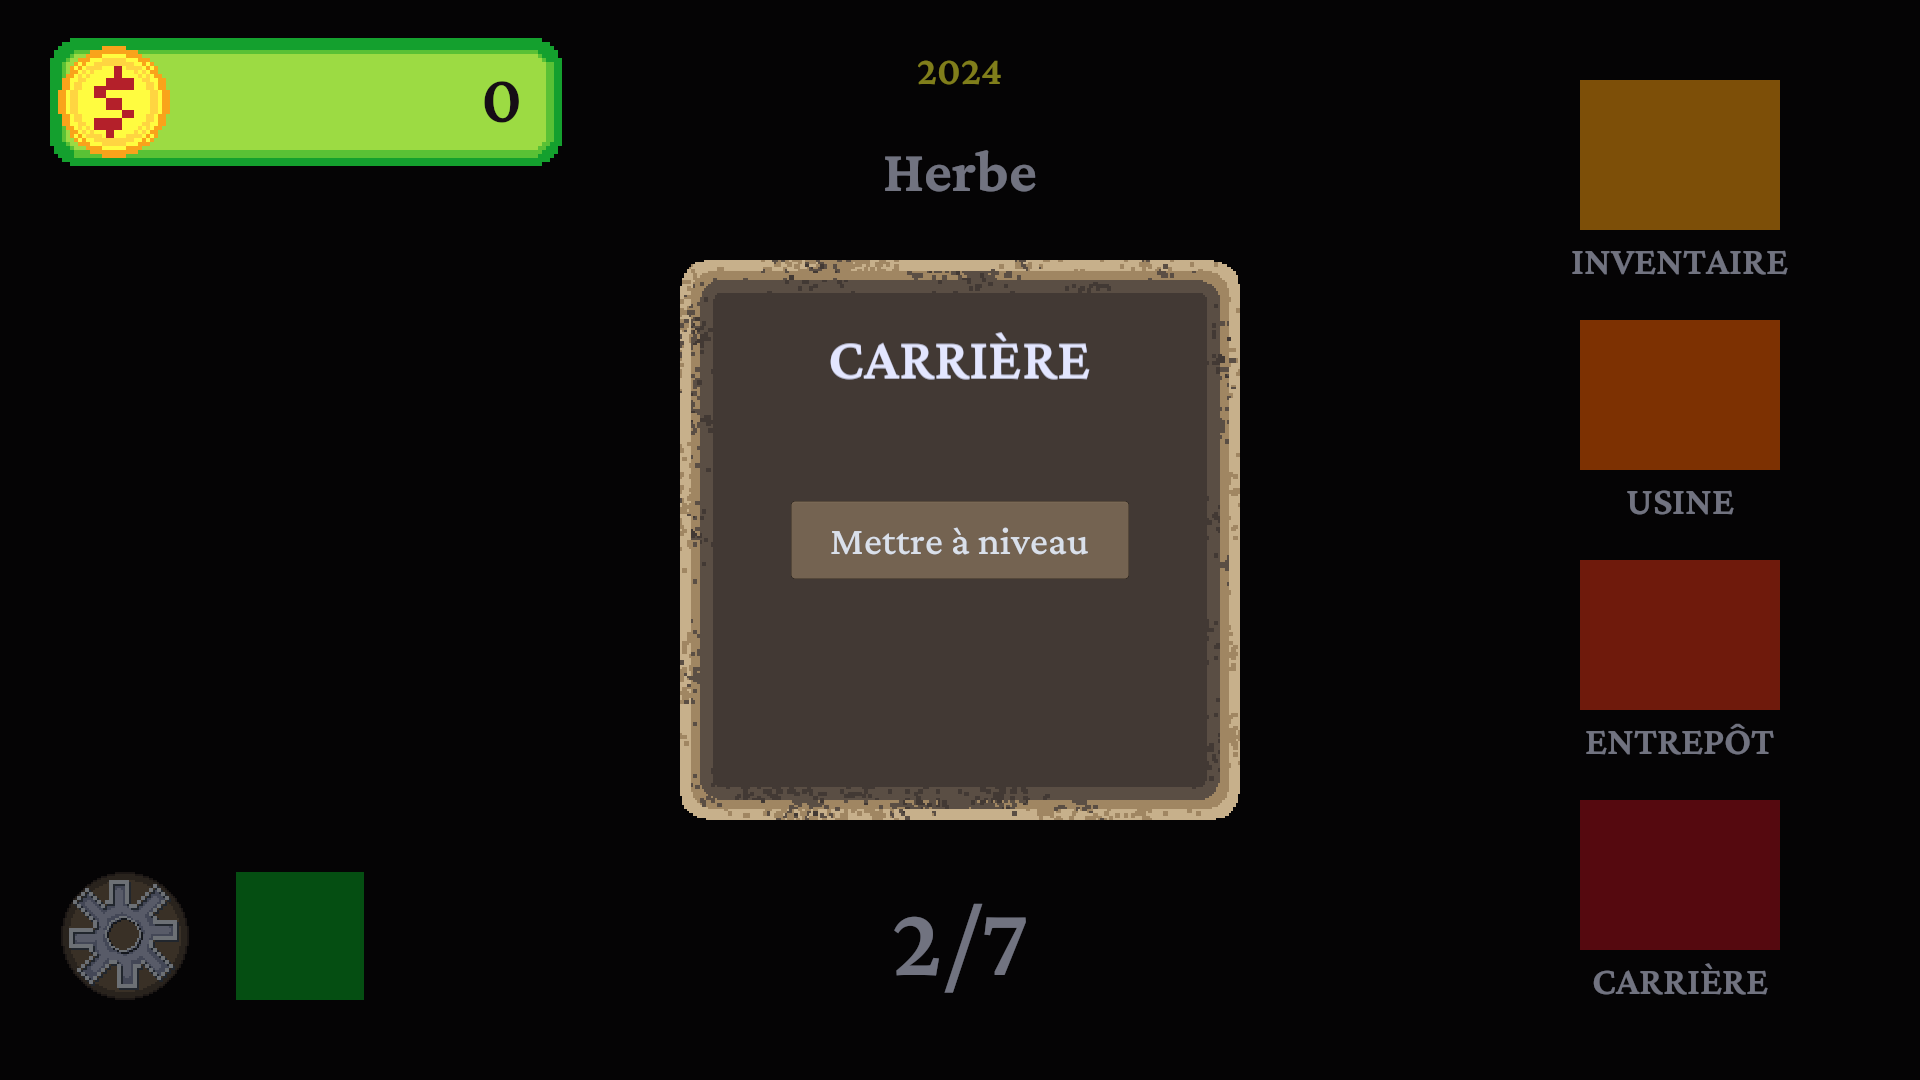 0
2024
Herbe
CARRIÈRE
Mettre à niveau
2/7
INVENTAIRE
USINE
ENTREPÔT
CARRIÈRE